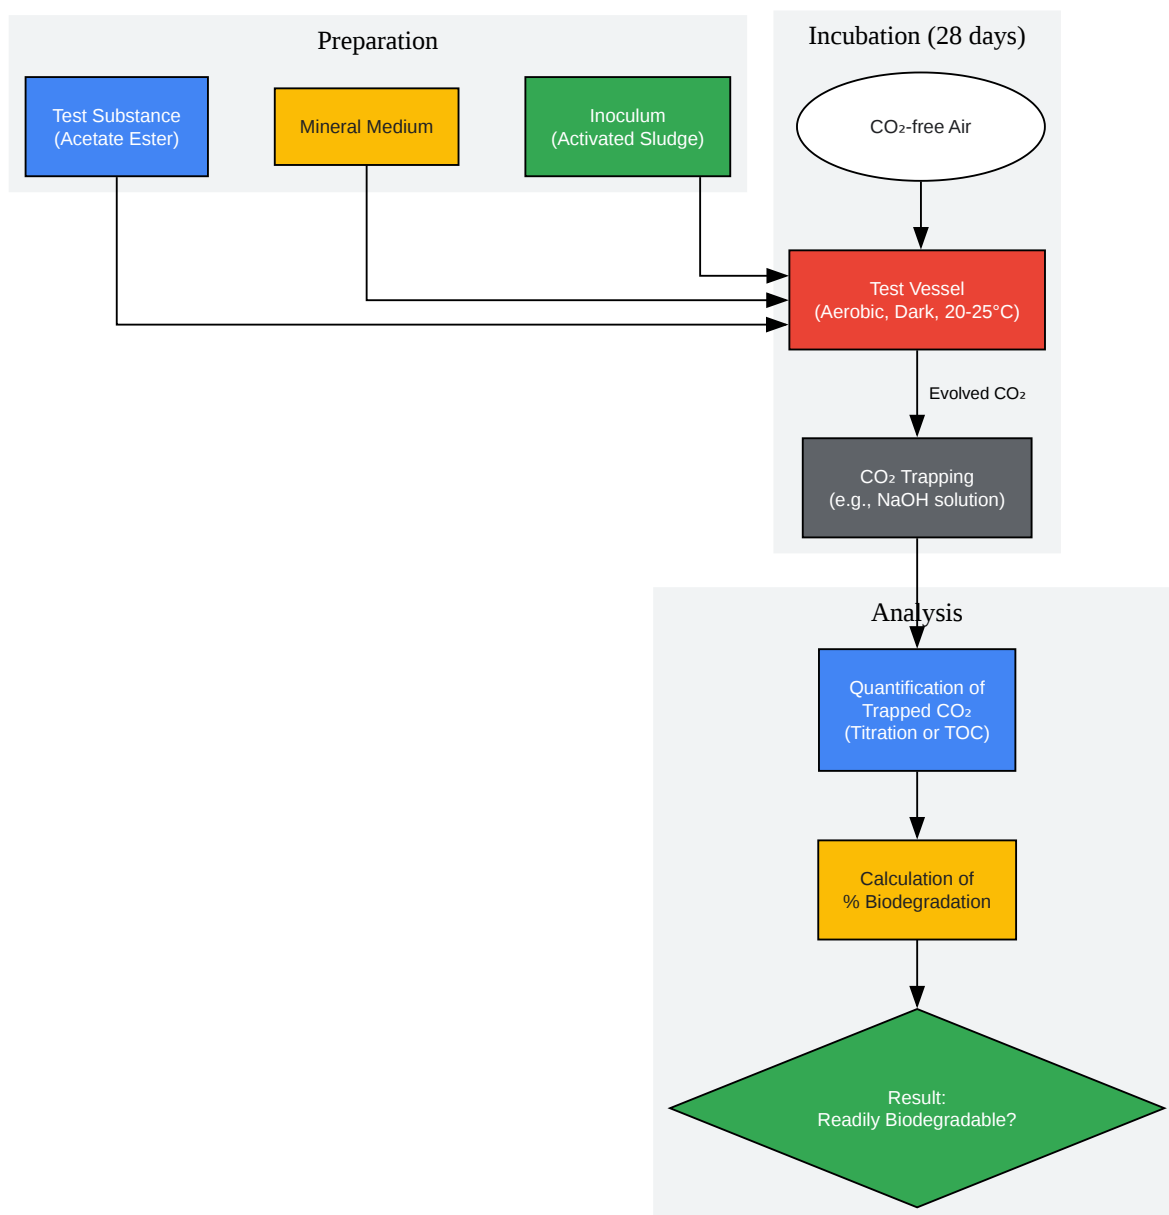 Preparation
Test Substance
(Acetate Ester)
Mineral Medium
Inoculum
(Activated Sludge)
Incubation (28 days)
CO₂-free Air
Test Vessel
(Aerobic, Dark, 20-25°C)
Evolved CO₂
CO₂ Trapping
(e.g., NaOH solution)
Analysis
Quantification of
Trapped CO₂
(Titration or TOC)
Calculation of
% Biodegradation
Result:
Readily Biodegradable?